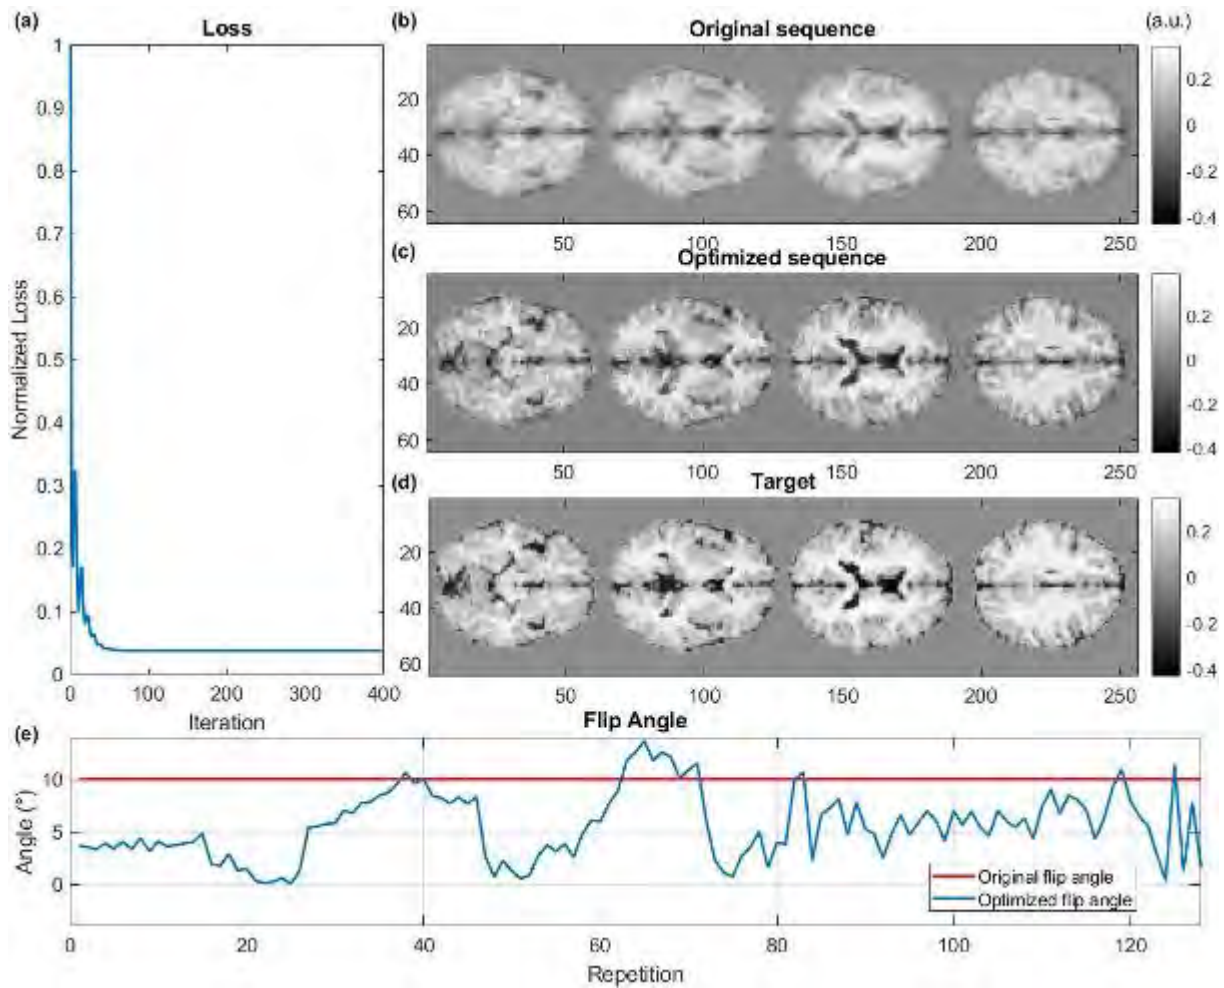 (a)
Loss
1
0.9
0.8
0.7
0.6
0.5
0.4
0.3
0.2
0.1
0
Normalized Loss
0 100 200 300 400
Iteration
(b)
Original sequence
(a.u.)
20
40
60
50 100 150 200 250
0.2
0
-0.2
-0.4
(c)
Optimized sequence
20
40
60
50 100 150 200 250
0.2
0
-0.2
-0.4
(d)
Target
20
40
60
50 100 150 200 250
0.2
0
-0.2
-0.4
(e)
Flip Angle
10
5
0
Angle (°)
Original flip angle
Optimized flip angle
0 20 40 60 80 100 120
Repetition